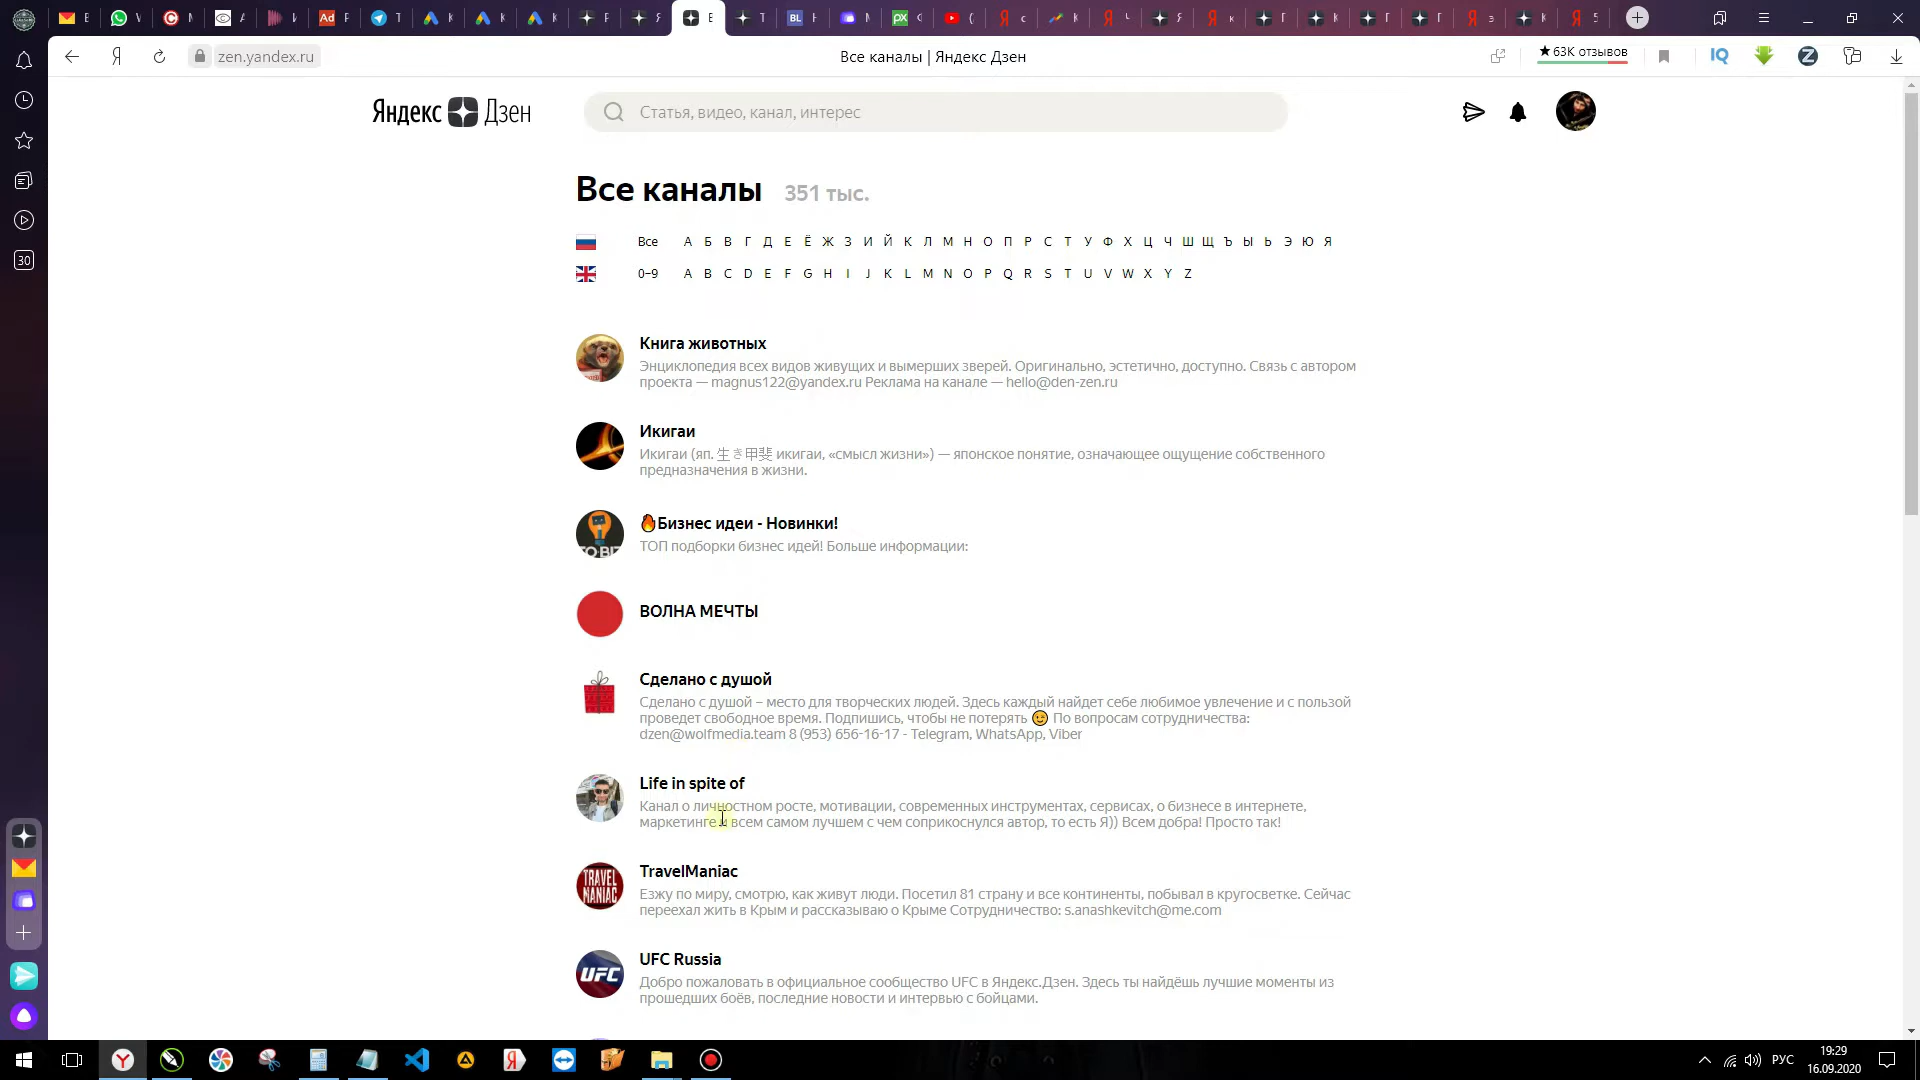 zen.yandex.ru
Все каналы | Яндекс Дзен
★63К отзывов
Яндекс Дзен
Статья, видео, канал, интерес
Все каналы 351 тыс.
Все А Б В Г Д Е Ё Ж З И Й К Л М Н О П Р С Т У Ф Х Ц Ч Ш Щ Ъ Ы Ь Э Ю Я
0–9 A B C D E F G H I J K L M N O P Q R S T U V W X Y Z
Книга животных
Энциклопедия всех видов живущих и вымерших зверей. Оригинально, эстетично, доступно. Связь с автором
проекта — magnus122@yandex.ru Реклама на канале — hello@den-zen.ru
Икигаи
Икигаи (яп. 生き甲斐 икигаи, «смысл жизни») — японское понятие, означающее ощущение собственного
предназначения в жизни.
🔥Бизнес идеи - Новинки!
ТОП подборки бизнес идей! Больше информации:
ВОЛНА МЕЧТЫ
Сделано с душой
Сделано с душой – место для творческих людей. Здесь каждый найдет себе любимое увлечение и с пользой
проведет свободное время. Подпишись, чтобы не потерять 😉 По вопросам сотрудничества:
dzen@wolfmedia.team 8 (953) 656-16-17 - Telegram, WhatsApp, Viber
Life in spite of
Канал о личностном росте, мотивации, современных инструментах, сервисах, о бизнесе в интернете,
маркетинге и всем самом лучшем с чем соприкоснулся автор, то есть Я)) Всем добра! Просто так!
TRAVEL MANIAC
TravelManiac
Езжу по миру, смотрю, как живут люди. Посетил 81 страну и все континенты, побывал в кругосветке. Сейчас
переехал жить в Крым и рассказываю о Крыме Сотрудничество: s.anashkevitch@me.com
UFC
UFC Russia
Добро пожаловать в официальное сообщество UFC в Яндекс.Дзен. Здесь ты найдёшь лучшие моменты из
прошедших боёв, последние новости и интервью с бойцами.
30
РУС
19:29
16.09.2020